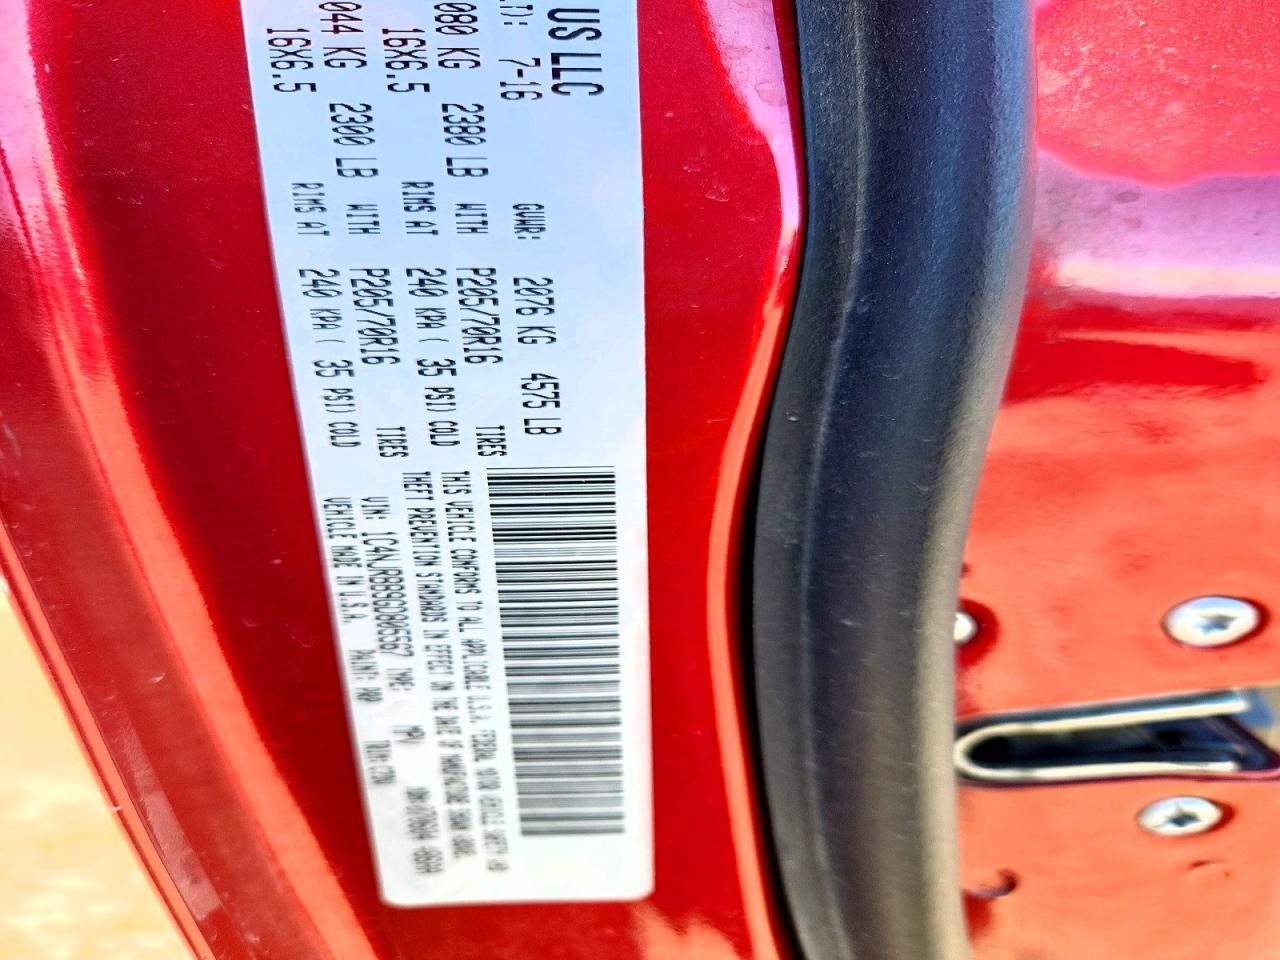 US LLC
T): 7-16 GVWR: 2076 KG 4575 LB
080 KG 2380 LB WITH P205/70R16 TIRES
16X6.5 RIMS AT 240 KPA ( 35 PSI) COLD
044 KG 2300 LB WITH P205/70R16 TIRES
16X6.5 RIMS AT 240 KPA ( 35 PSI) COLD
THIS VEHICLE CONFORMS TO ALL APPLICABLE U.S.A. FEDERAL MOTOR VEHICLE SAFETY AND
THEFT PREVENTION STANDARDS IN EFFECT ON THE DATE OF MANUFACTURE SHOWN ABOVE.
VIN: TYPE: MPV
VEHICLE MADE IN U.S.A. PAINT: